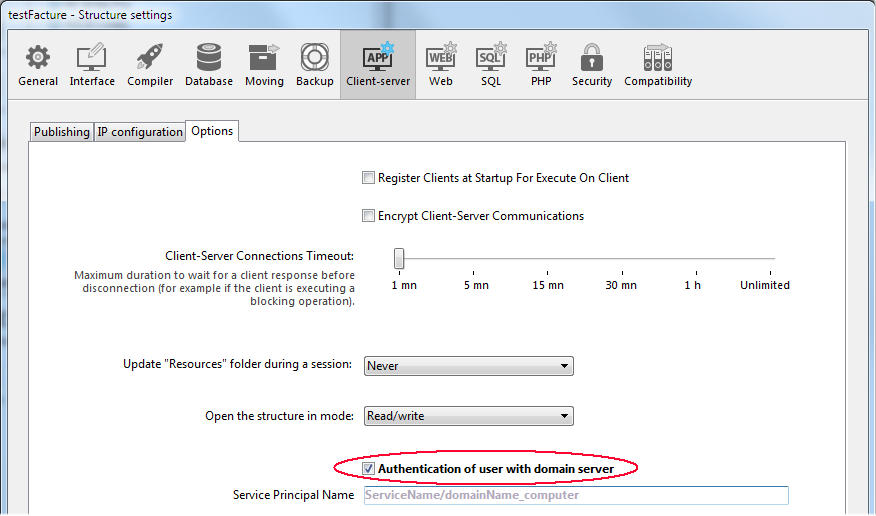 testFacture - Structure settings
General Interface Compiler Database Moving Backup Client-server Web SQL PHP Security Compatibility
APP WEB SQL PHP
Publishing IP configuration Options
Register Clients at Startup For Execute On Client
Encrypt Client-Server Communications
Client-Server Connections Timeout:
Maximum duration to wait for a client response before
disconnection (for example if the client is executing a
blocking operation).
1 mn 5 mn 15 mn 30 mn 1 h Unlimited
Update "Resources" folder during a session: Never
Open the structure in mode: Read/write
Authentication of user with domain server
Service Principal Name ServiceName/domainName_computer